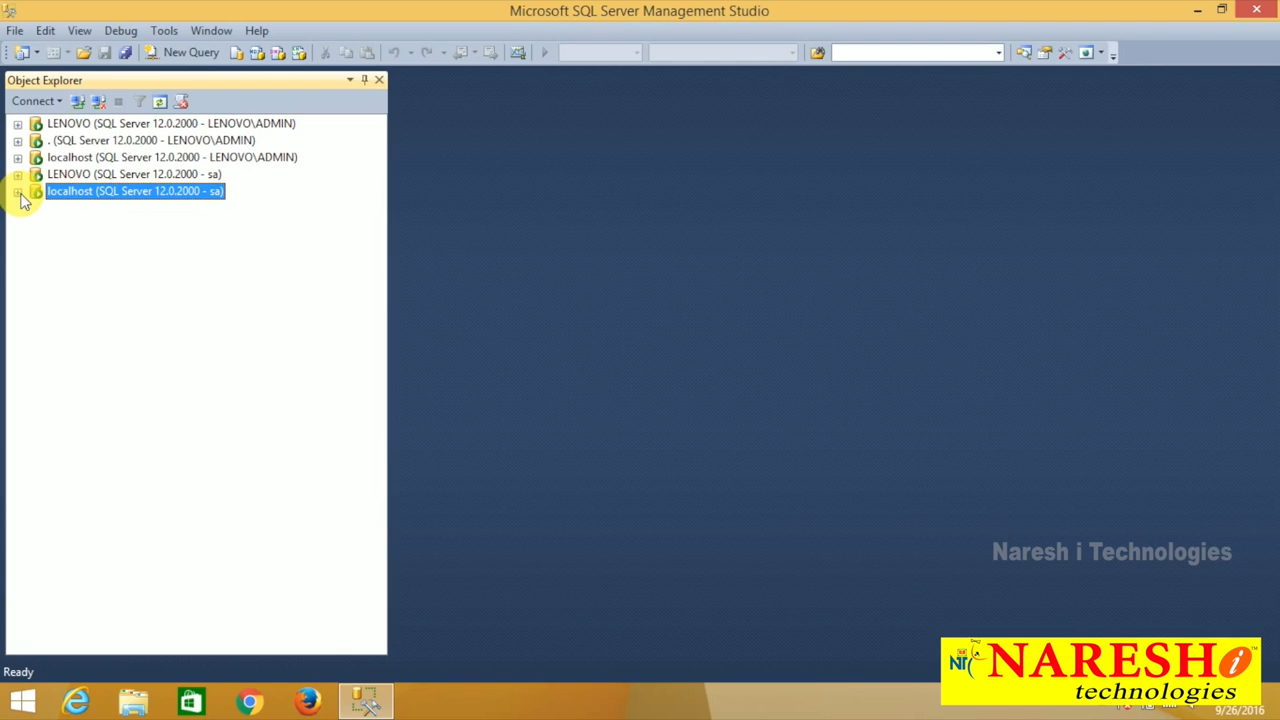 Microsoft SQL Server Management Studio
File Edit View Debug Tools Window Help
New Query
Object Explorer
Connect
LENOVO (SQL Server 12.0.2000 - LENOVO\ADMIN)
. (SQL Server 12.0.2000 - LENOVO\ADMIN)
localhost (SQL Server 12.0.2000 - LENOVO\ADMIN)
LENOVO (SQL Server 12.0.2000 - sa)
localhost (SQL Server 12.0.2000 - sa)
Naresh i Technologies
Ready
NARESH i
technologies
9/26/2016